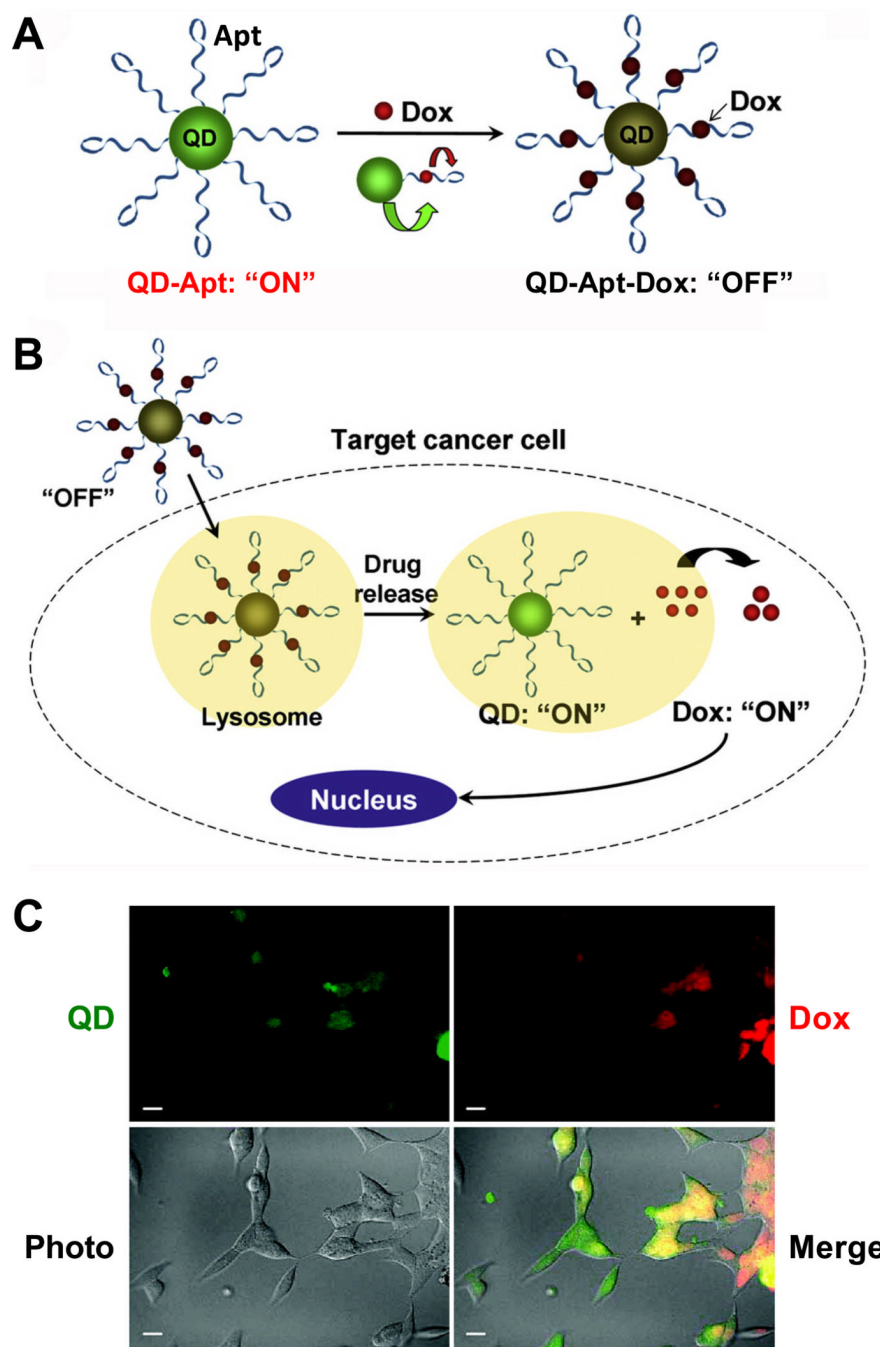 A
Apt
QD
Dox
QD
Dox
QD-Apt: “ON”
QD-Apt-Dox: “OFF”
B
Target cancer cell
“OFF”
Drug
release
+
Lysosome
QD: “ON”
Dox: “ON”
Nucleus
C
QD
Dox
Photo
Merge